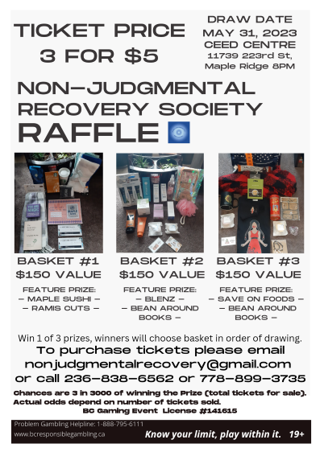 TICKET PRICE
3 FOR $5
DRAW DATE
MAY 31, 2023
CEED CENTRE
11739 223rd St,
Maple Ridge 8PM
NON-JUDGMENTAL
RECOVERY SOCIETY
RAFFLE
BASKET #1
$150 VALUE
FEATURE PRIZE:
- MAPLE SUSHI -
- RAMIS CUTS -
BASKET #2
$150 VALUE
FEATURE PRIZE:
- BLENZ -
- BEAN AROUND
BOOKS -
BASKET #3
$150 VALUE
FEATURE PRIZE:
- SAVE ON FOODS -
- BEAN AROUND
BOOKS -
Win 1 of 3 prizes, winners will choose basket in order of drawing.
To purchase tickets please email
nonjudgmentalrecovery@gmail.com
or call 236-838-6562 or 778-899-3735
Chances are 3 in 3000 of winning the Prize (total tickets for sale).
Actual odds depend on number of tickets sold.
BC Gaming Event License #141615
Problem Gambling Helpline: 1-888-795-6111
www.bcresponsiblegambling.ca
Know your limit, play within it. 19+